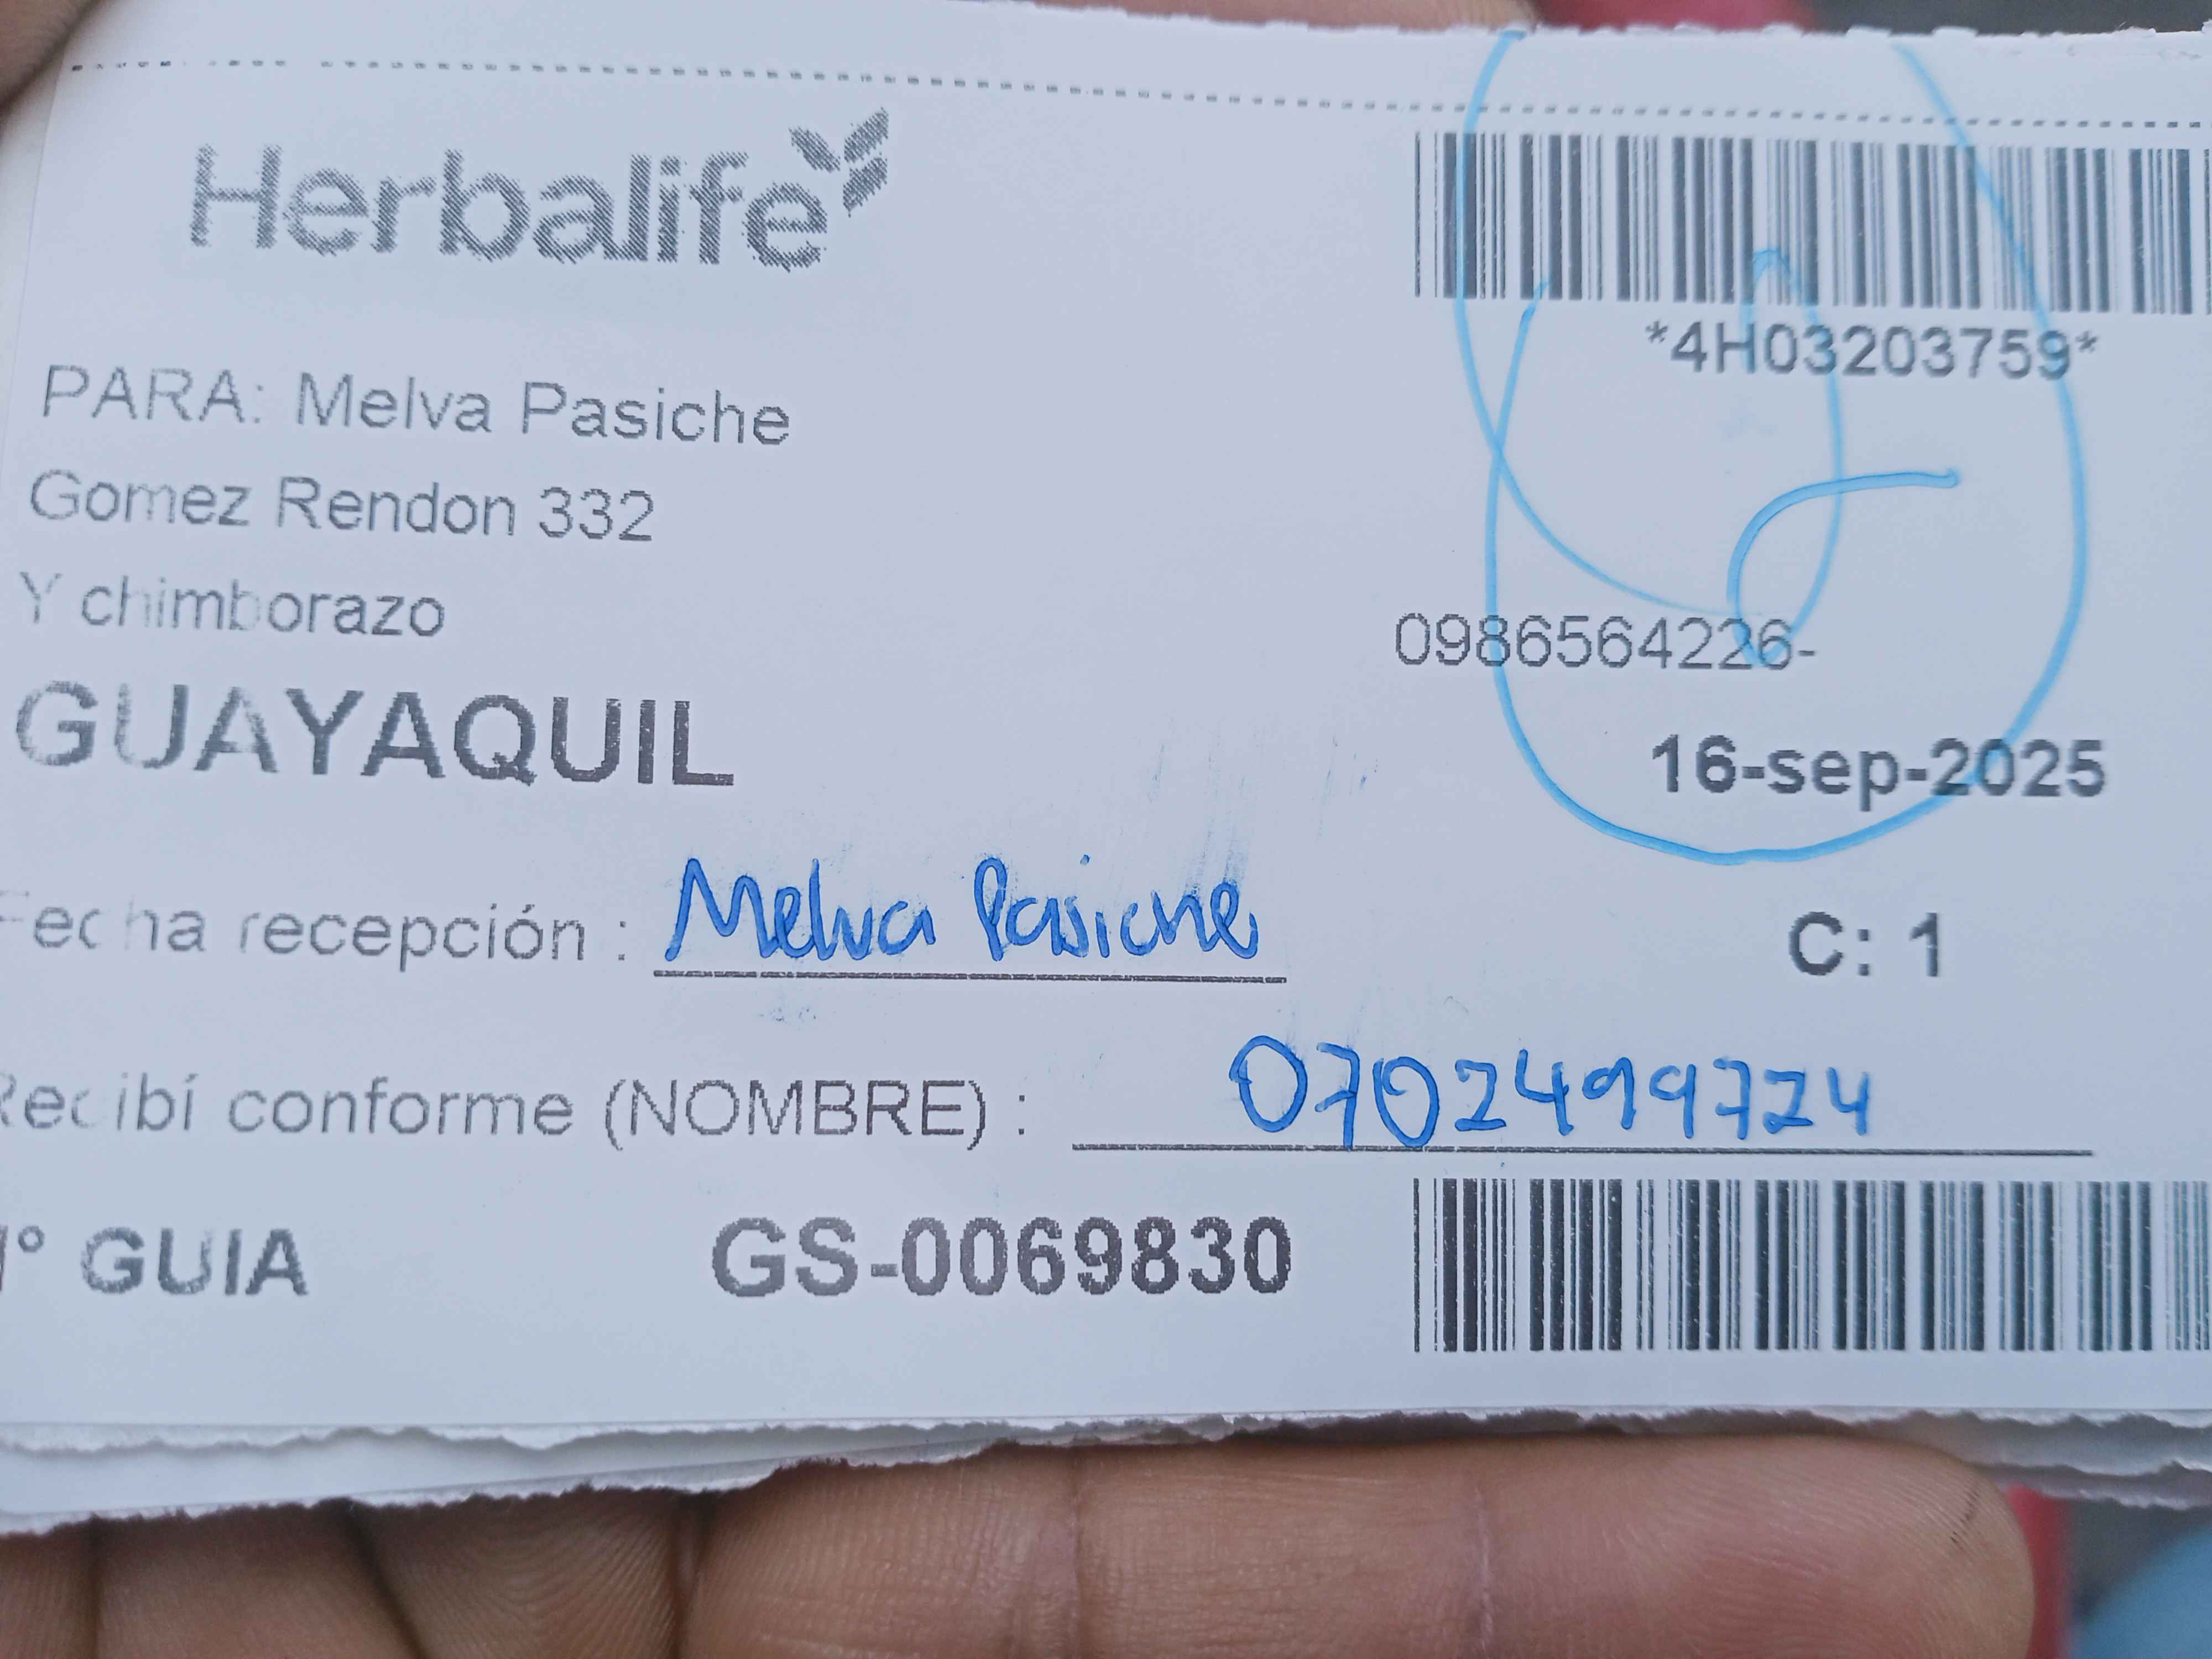 Herbalife
*4H03203759*
PARA: Melva Pasiche
Gomez Rendon 332
Y chimborazo
0986564226-
GUAYAQUIL
16-sep-2025
Fecha recepción : Melva Pasiche
C: 1
Recibí conforme (NOMBRE) : 0702499724
N° GUIA GS-0069830